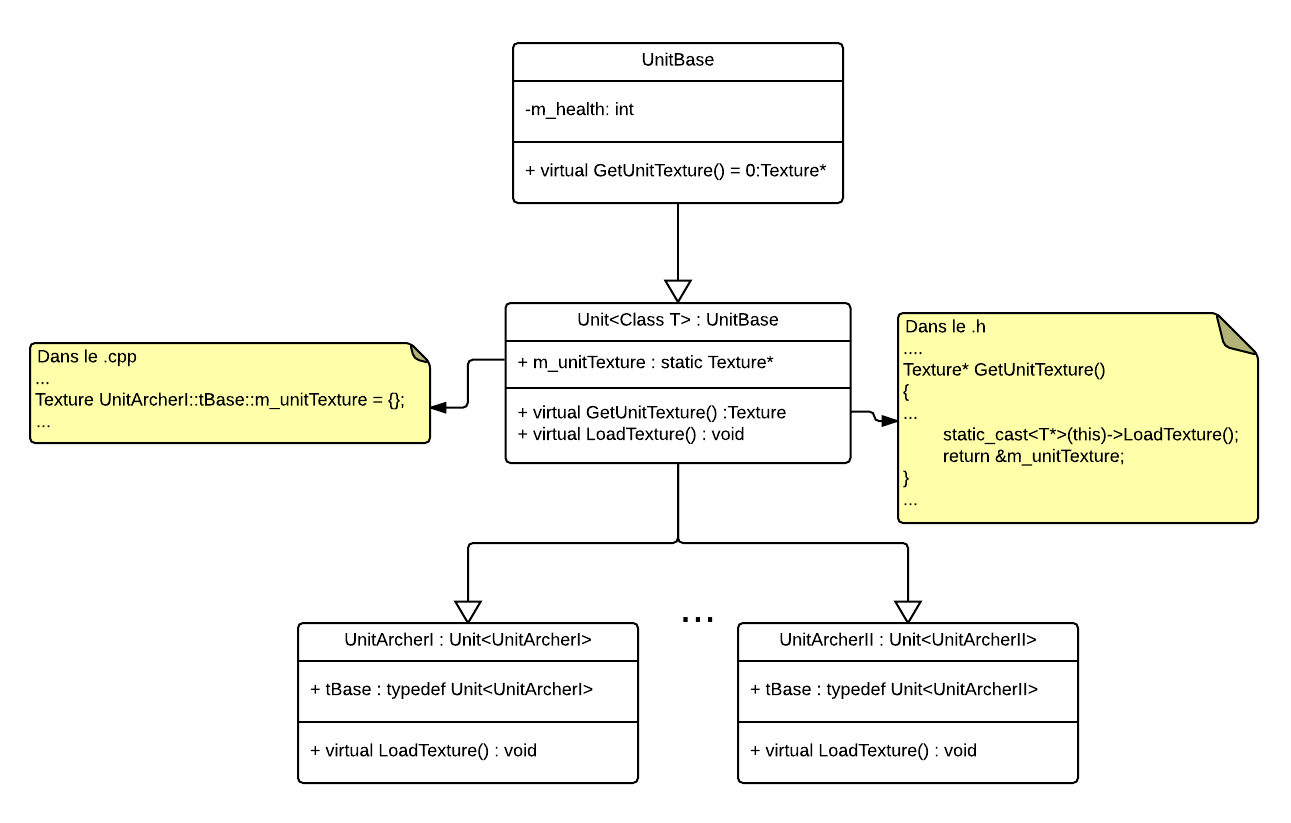 UnitBase
-m_health: int
+ virtual GetUnitTexture() = 0:Texture*
Unit<Class T> : UnitBase
+ m_unitTexture : static Texture*
+ virtual GetUnitTexture() :Texture
+ virtual LoadTexture() : void
Dans le .cpp
...
Texture UnitArcherI::tBase::m_unitTexture = {};
...
Dans le .h
....
Texture* GetUnitTexture()
{
...
static_cast<T*>(this)->LoadTexture();
return &m_unitTexture;
}
...
...
UnitArcherI : Unit<UnitArcherI>
+ tBase : typedef Unit<UnitArcherI>
+ virtual LoadTexture() : void
UnitArcherII : Unit<UnitArcherII>
+ tBase : typedef Unit<UnitArcherII>
+ virtual LoadTexture() : void